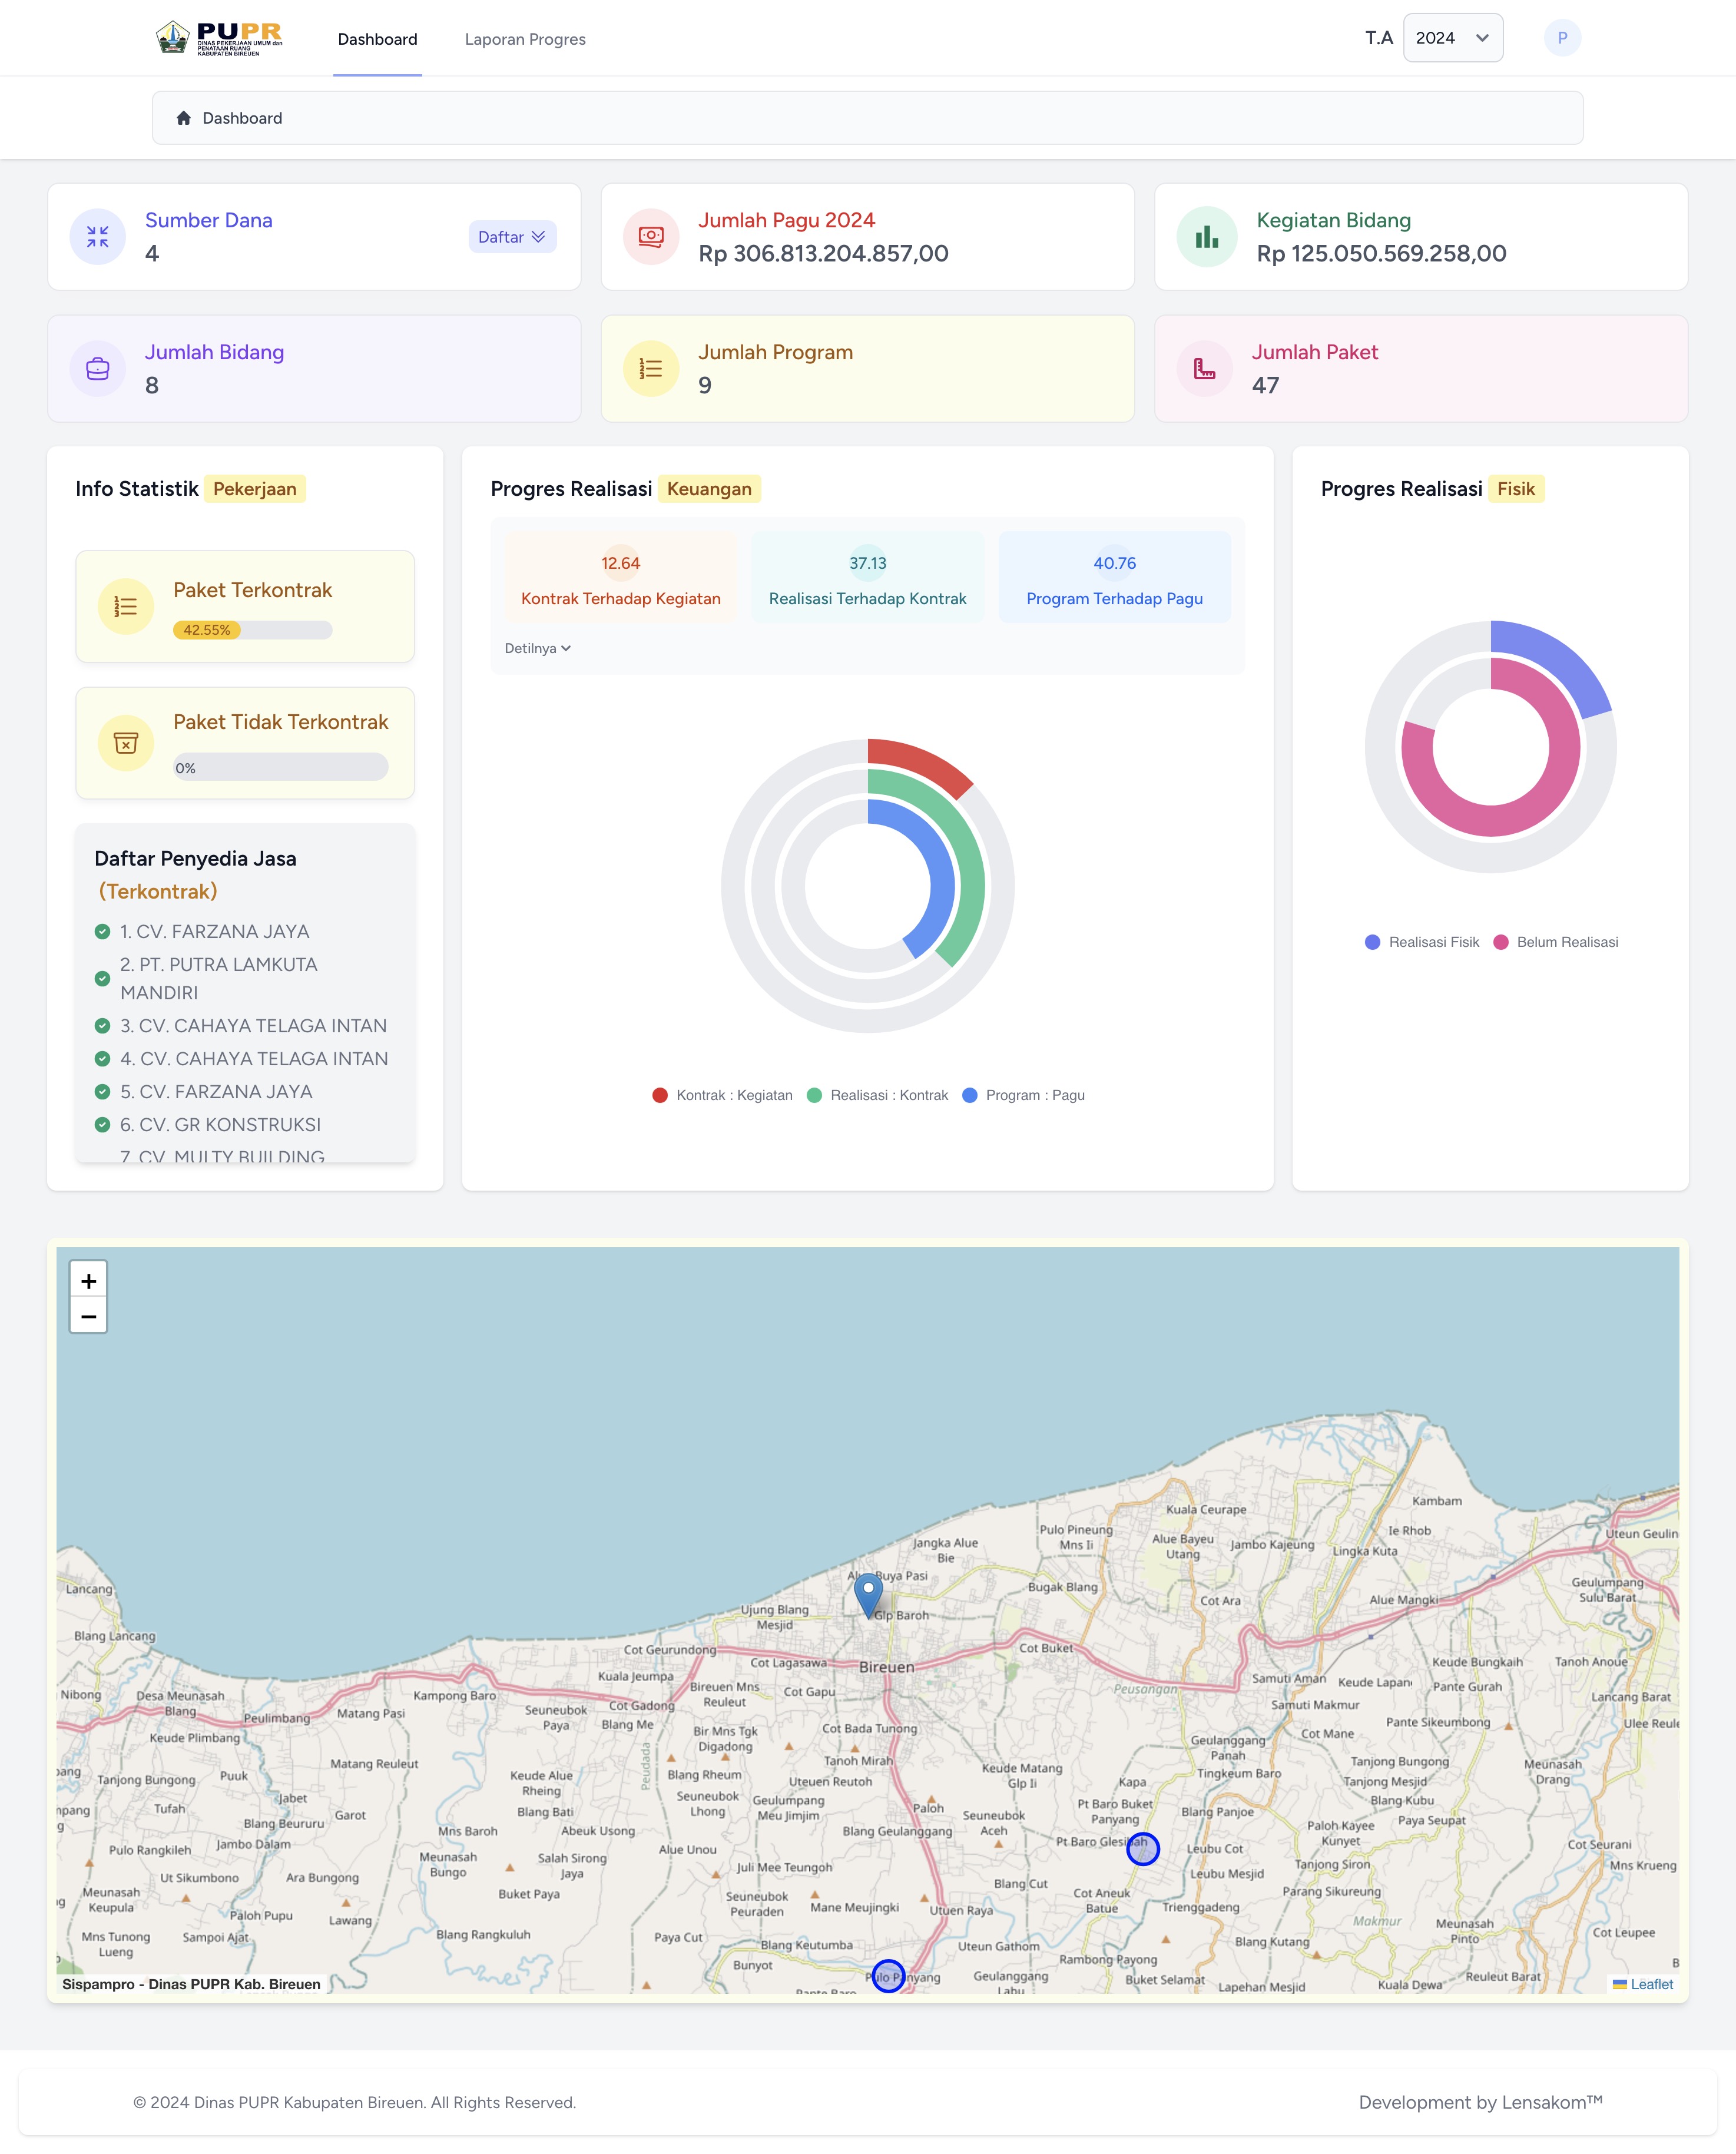 PUPR
DINAS PEKERJAAN UMUM dan
PENATAAN RUANG
KABUPATEN BIREUEN
Dashboard
Laporan Progres
T.A
2024
P
Dashboard
Sumber Dana
4
Daftar
Jumlah Pagu 2024
Rp 306.813.204.857,00
Kegiatan Bidang
Rp 125.050.569.258,00
Jumlah Bidang
8
Jumlah Program
9
Jumlah Paket
47
Info Statistik Pekerjaan
Paket Terkontrak
42.55%
Paket Tidak Terkontrak
0%
Daftar Penyedia Jasa
(Terkontrak)
1. CV. FARZANA JAYA
2. PT. PUTRA LAMKUTA
MANDIRI
3. CV. CAHAYA TELAGA INTAN
4. CV. CAHAYA TELAGA INTAN
5. CV. FARZANA JAYA
6. CV. GR KONSTRUKSI
7. CV. MULTY BUILDING
Progres Realisasi Keuangan
12.64
Kontrak Terhadap Kegiatan
37.13
Realisasi Terhadap Kontrak
40.76
Program Terhadap Pagu
Detilnya
Kontrak : Kegiatan
Realisasi : Kontrak
Program : Pagu
Progres Realisasi Fisik
Realisasi Fisik
Belum Realisasi
+
−
Kambam
Kuala Ceurape
Pulo Pineung
Mns Ii
Ie Rhob
Uteun Geulin
Jangka Alue
Bie
Alue Bayeu
Utang
Jambo Kajeung
Lingka Kuta
Buya Pasi
Lancang
Bugak Blang
Geulumpang
Sulu Barat
Cot Ara
Alue Mangki
Ujung Blang
Mesjid
Glp Baroh
Blang Lancang
Cot Geurundong
Cot Buket
Cot Lagasawa
Bireuen
Keude Bungkaih
Tanoh Anoue
Kuala Jeumpa
Samuti Aman
Keude Lapan
Bireuen Mns
Reuleut
Cot Gapu
Peusangan
Pante Gurah
Nibong
Desa Meunasah
Blang
Kampong Baro
Lancang Barat
Cot Gadong
Samuti Makmur
Matang Pasi
Seuneubok
Paya
Peulimbang
Blang Me
Pante Sikeumbong
Ulee Reule
Cot Bada Tunong
Bir Mns Tgk
Digadong
Cot Mane
Keude Plimbang
Geulanggang
Panah
Peudada
Tanoh Mirah
Tanjong Bungong
Matang Reuleut
Meunasah
Drang
Keude Matang
Glp Ii
Tingkeum Baro
Tanjong Bungong
Puuk
Keude Alue
Rheing
Blang Rheum
Uteuen Reutoh
Kapa
Tanjong Mesjid
Jabet
Seuneubok
Lhong
Geulumpang
Meu Jimjim
Pt Baro Buket
Panyang
Blang Kubu
Tufah
Garot
Blang Bati
Paloh
Seuneubok
Aceh
Blang Panjoe
Paya Seupat
Blang Beururu
Paloh Kayee
Kunyet
Mns Baroh
Abeuk Usong
Blang Geulanggang
Pt Baro Glesibah
Jambo Dalam
Cot Seurani
Pulo Rangkileh
Alue Unou
Leubu Cot
Meunasah
Bungo
Salah Sirong
Jaya
Juli Mee Teungoh
Tanjong Siron
Mns Krueng
Ut Sikumbono
Ara Bungong
Leubu Mesjid
Blang Cut
Parang Sikureung
Meunasah
Keupula
Buket Paya
Seuneubok
Peuraden
Mane Meujingki
Cot Aneuk
Batue
Trienggadeng
Utuen Raya
Paloh Pupu
Lawang
Makmur
Meunasah
Pinto
Mns Tunong
Lueng
Sampoi Ajat
Blang Rangkuluh
Paya Cut
Cot Leupee
Blang Keutumba
Uteun Gathom
Blang Kutang
Bunyot
Rambong Payong
Pulo Panyang
Geulanggang
Labu
Buket Selamat
Reuleut Barat
Lapehan Mesjid
Kuala Dewa
Pante Baro
Sispampro - Dinas PUPR Kab. Bireuen
Leaflet
© 2024 Dinas PUPR Kabupaten Bireuen. All Rights Reserved.
Development by Lensakom™